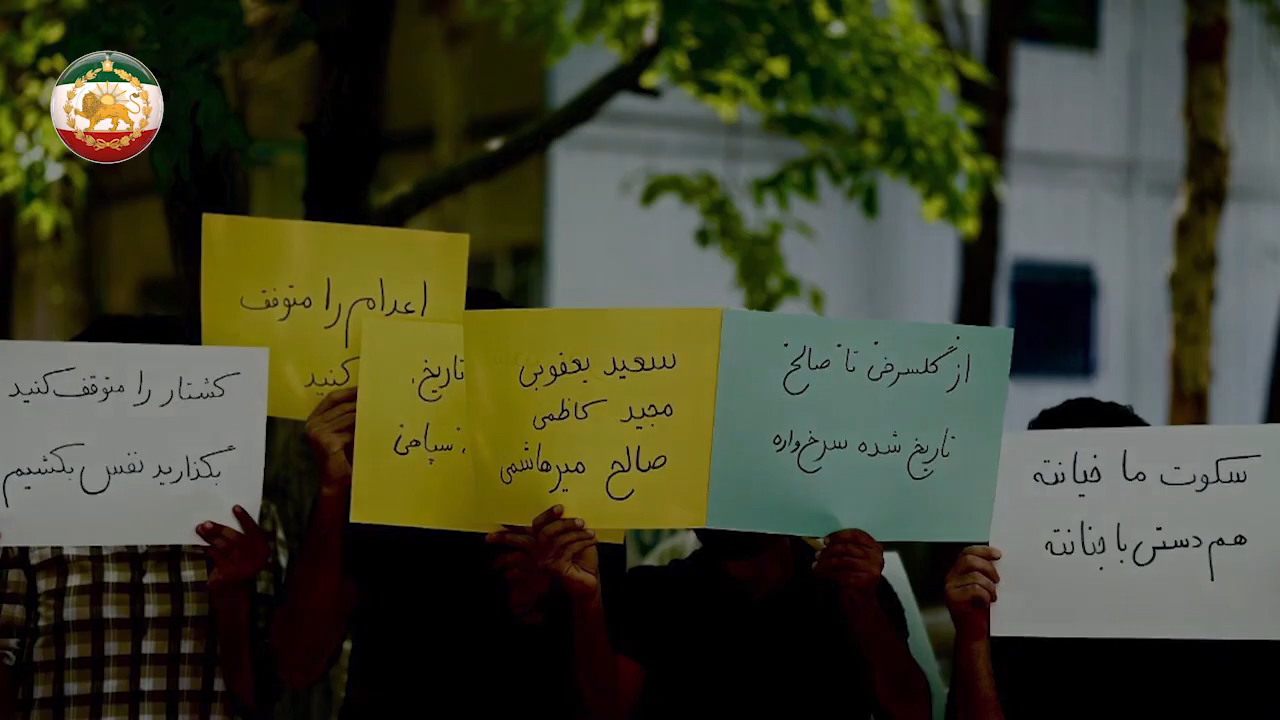 اعدام را متوقف
کنید
کشتار را متوقف کنید
بگذارید نفس بکشیم
تاریخ
سپاهی
سعید یعقوبی
مجید کاظمی
صالح میرهاشمی
از گلسرخی تا صالح
تاریخ شده سرخ واره
سکوت ما خیانته
هم دستی با جنانته